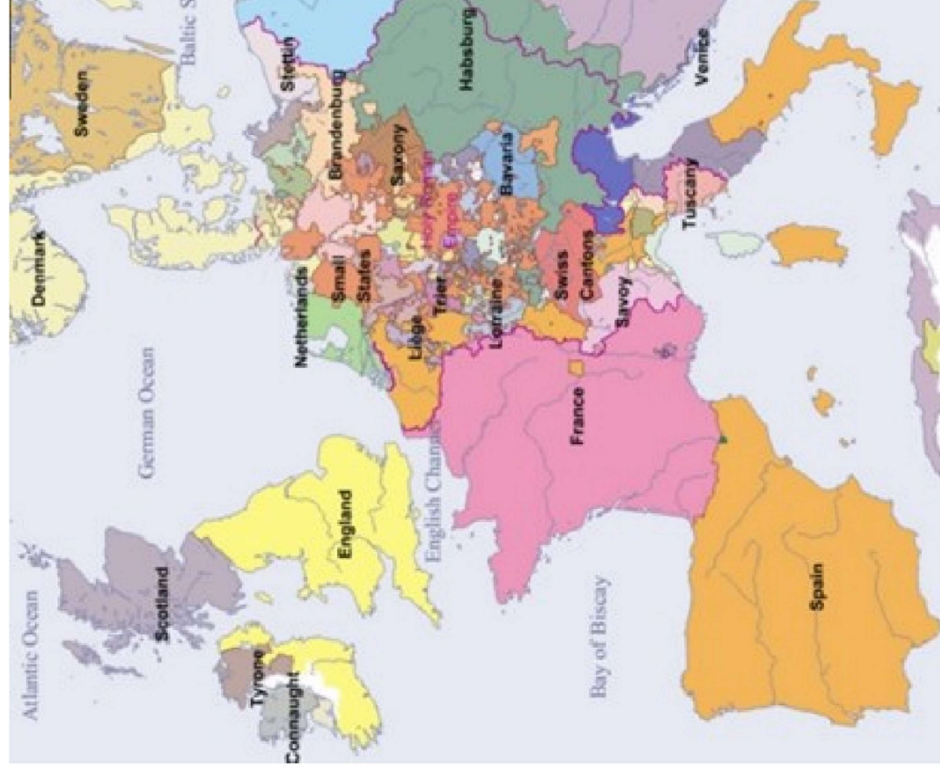 Atlantic Ocean
Scotland
Tyrone
Connaught
England
German Ocean
English Channel
Denmark
Sweden
Baltic S
Stettin
Brandenburg
Saxony
Habsburg
Netherlands
Small
States
Holy Roman
Empire
Liège
Trier
Lorraine
Bavaria
Swiss
Cantons
Savoy
Tuscany
Venice
France
Bay of Biscay
Spain